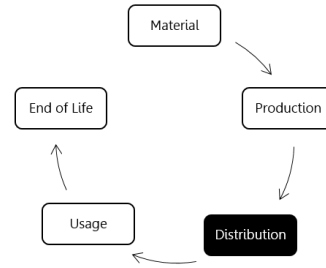 Material
Production
Distribution
Usage
End of Life